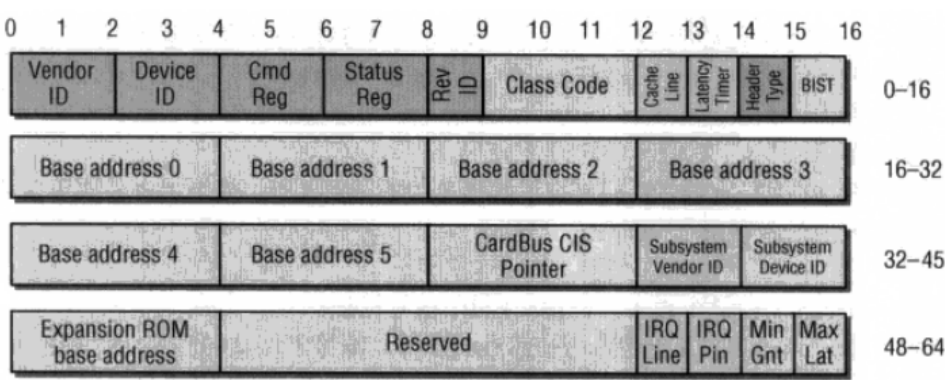 0 1 2 3 4 5 6 7 8 9 10 11 12 13 14 15 16
Vendor ID Device ID Cmd Reg Status Reg Rev ID Class Code Cache Line Latency Timer Header Type BIST 0–16
Base address 0 Base address 1 Base address 2 Base address 3 16–32
Base address 4 Base address 5 CardBus CIS Pointer Subsystem Vendor ID Subsystem Device ID 32–45
Expansion ROM base address Reserved IRQ Line IRQ Pin Min Gnt Max Lat 48–64